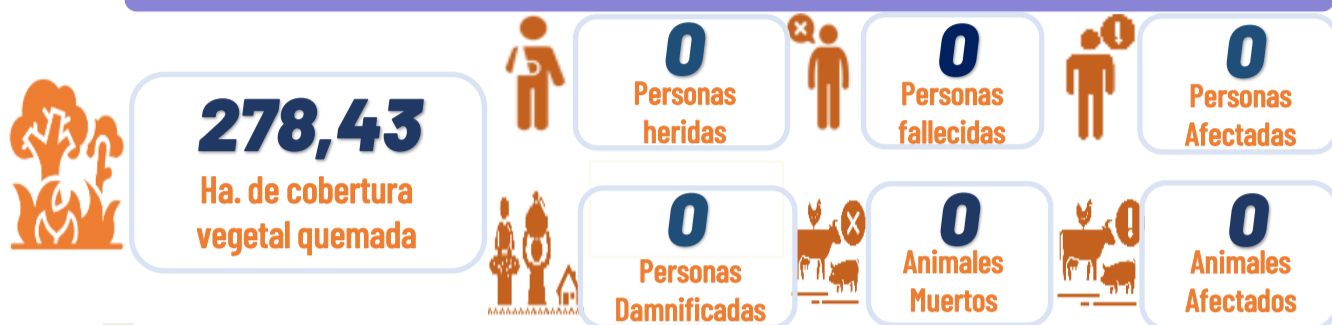 278,43
Ha. de cobertura
vegetal quemada
0
Personas
heridas
0
Personas
fallecidas
0
Personas
Afectadas
0
Personas
Damnificadas
0
Animales
Muertos
0
Animales
Afectados